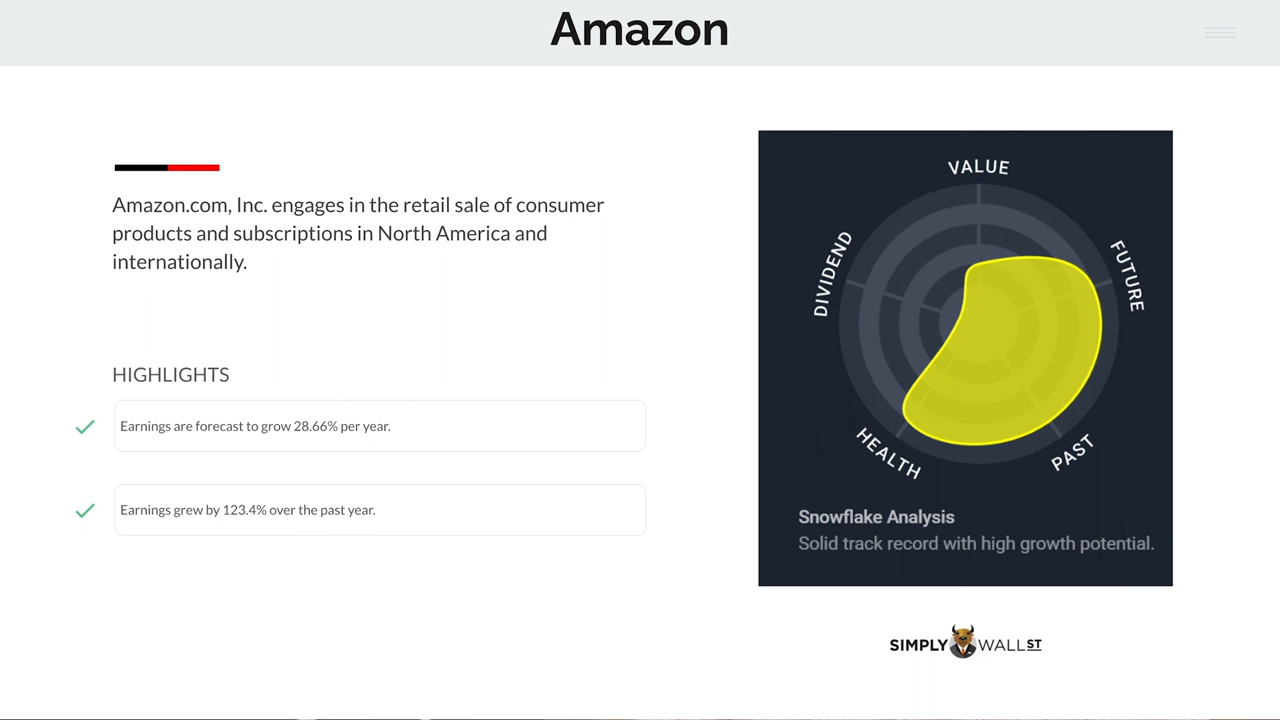 Amazon
Amazon.com, Inc. engages in the retail sale of consumer
products and subscriptions in North America and
internationally.
HIGHLIGHTS
Earnings are forecast to grow 28.66% per year.
Earnings grew by 123.4% over the past year.
VALUE
FUTURE
PAST
HEALTH
DIVIDEND
Snowflake Analysis
Solid track record with high growth potential.
SIMPLY WALL ST